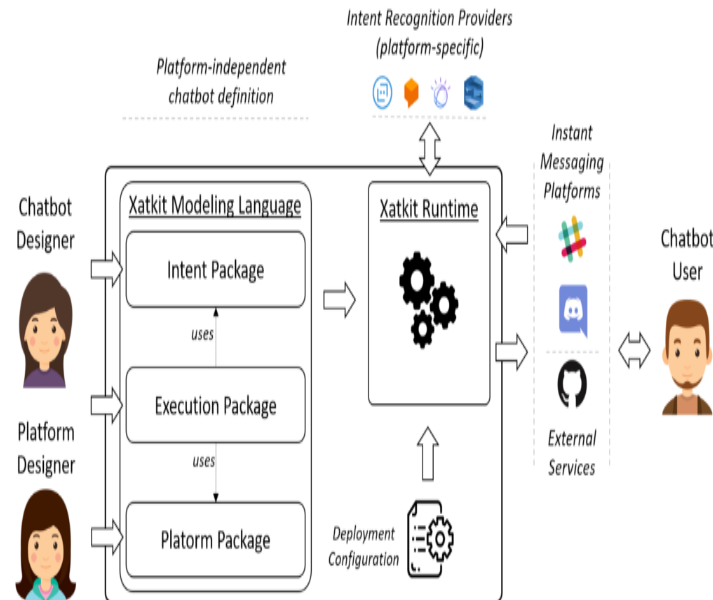 Intent Recognition Providers
(platform-specific)
Platform-independent
chatbot definition
Instant
Messaging
Platforms
Chatbot
Designer
Xatkit Modeling Language
Xatkit Runtime
Chatbot
User
Intent Package
uses
Execution Package
Platform
Designer
uses
External
Services
Deployment
Configuration
Platorm Package